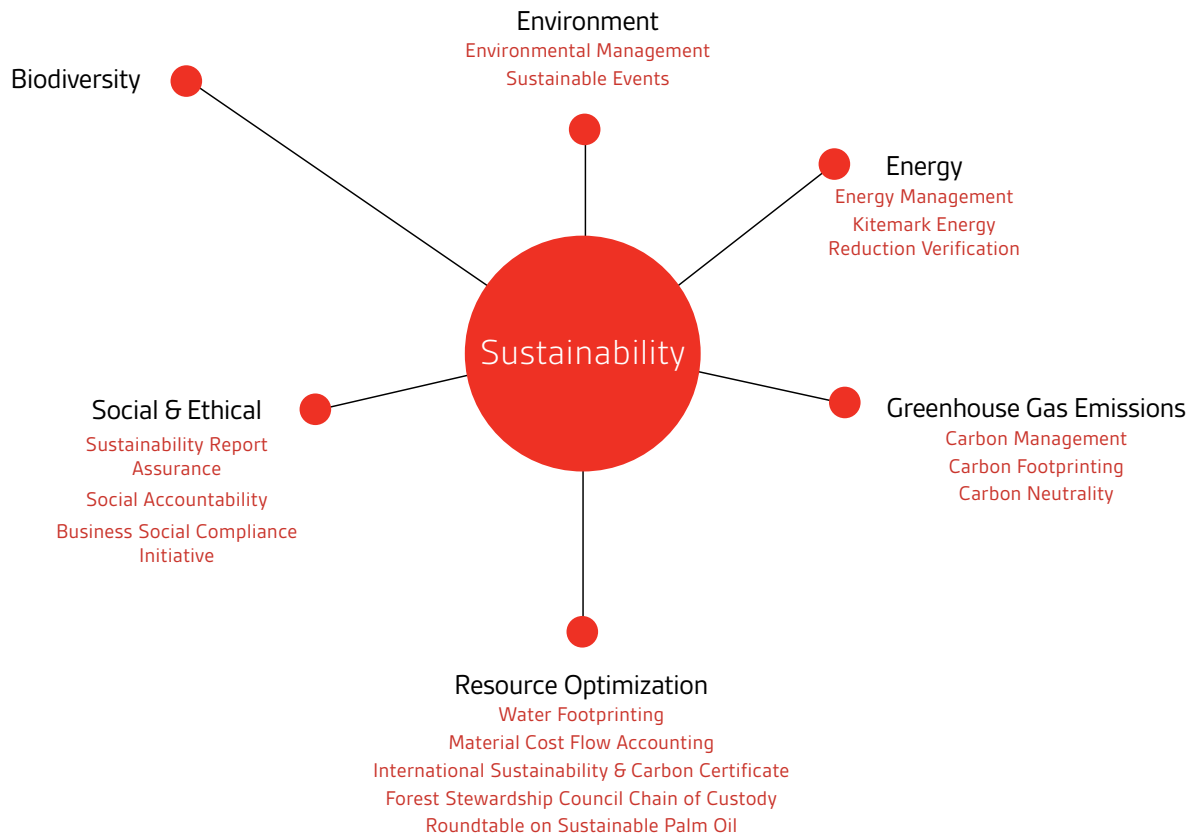 Environment
Environmental Management
Sustainable Events
Biodiversity
Energy
Energy Management
Kitemark Energy
Reduction Verification
Sustainability
Social & Ethical
Sustainability Report
Assurance
Social Accountability
Business Social Compliance
Initiative
Greenhouse Gas Emissions
Carbon Management
Carbon Footprinting
Carbon Neutrality
Resource Optimization
Water Footprinting
Material Cost Flow Accounting
International Sustainability & Carbon Certificate
Forest Stewardship Council Chain of Custody
Roundtable on Sustainable Palm Oil